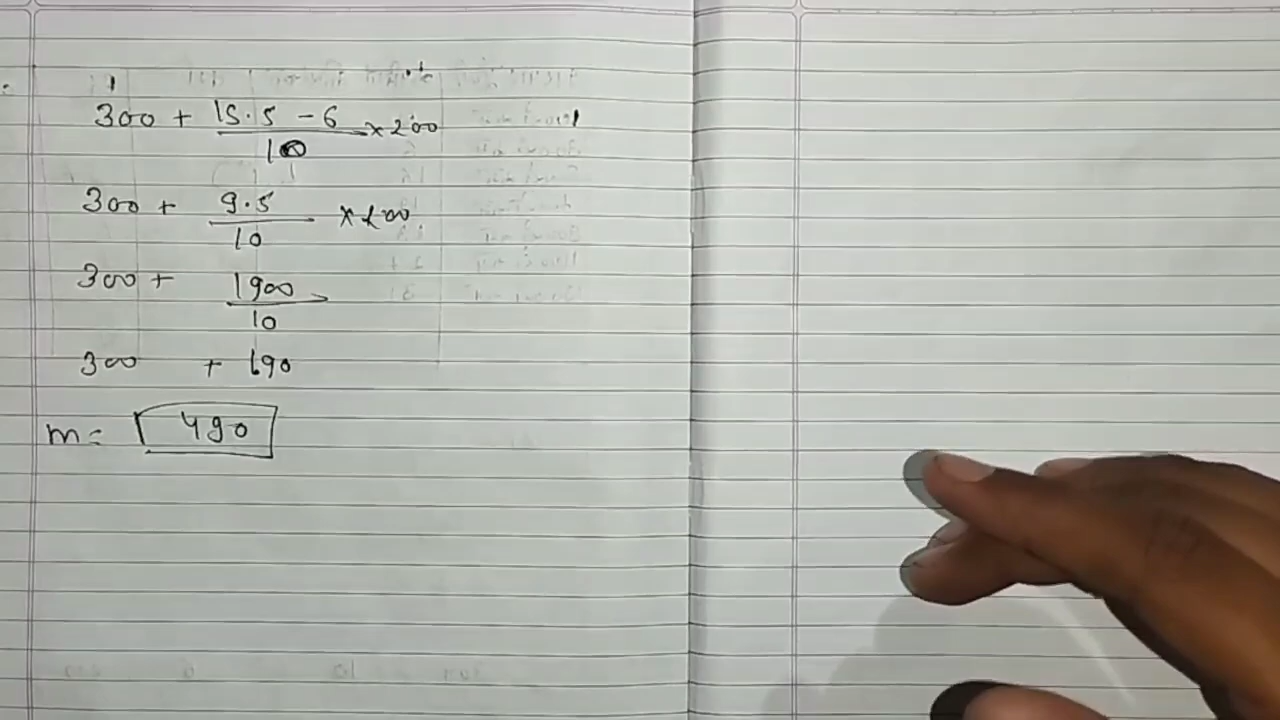 300 + 15.5 - 6 / 10 × 200
300 + 9.5 / 10 × 200
300 + 1900 / 10
300 + 190
m = 490